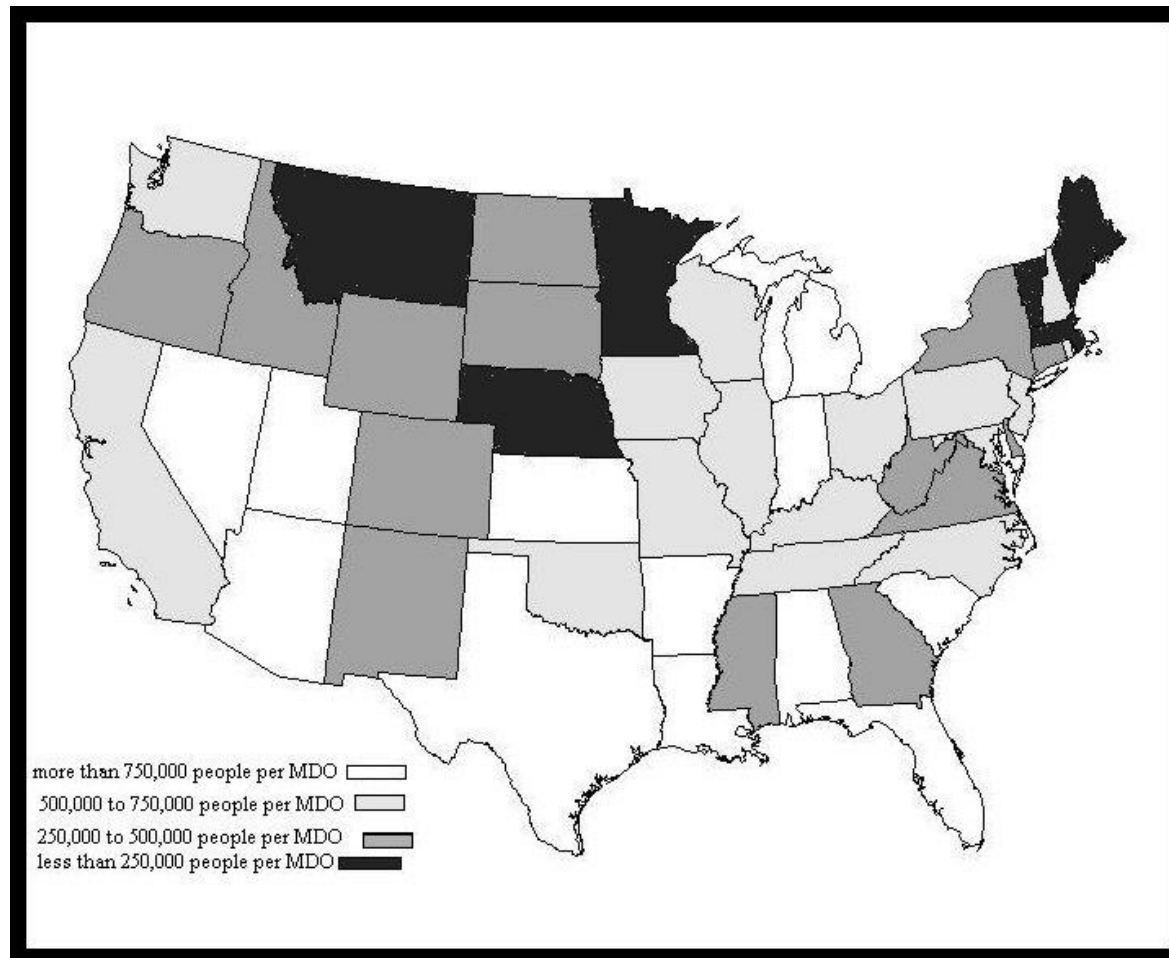 more than 750,000 people per MDO
500,000 to 750,000 people per MDO
250,000 to 500,000 people per MDO
less than 250,000 people per MDO